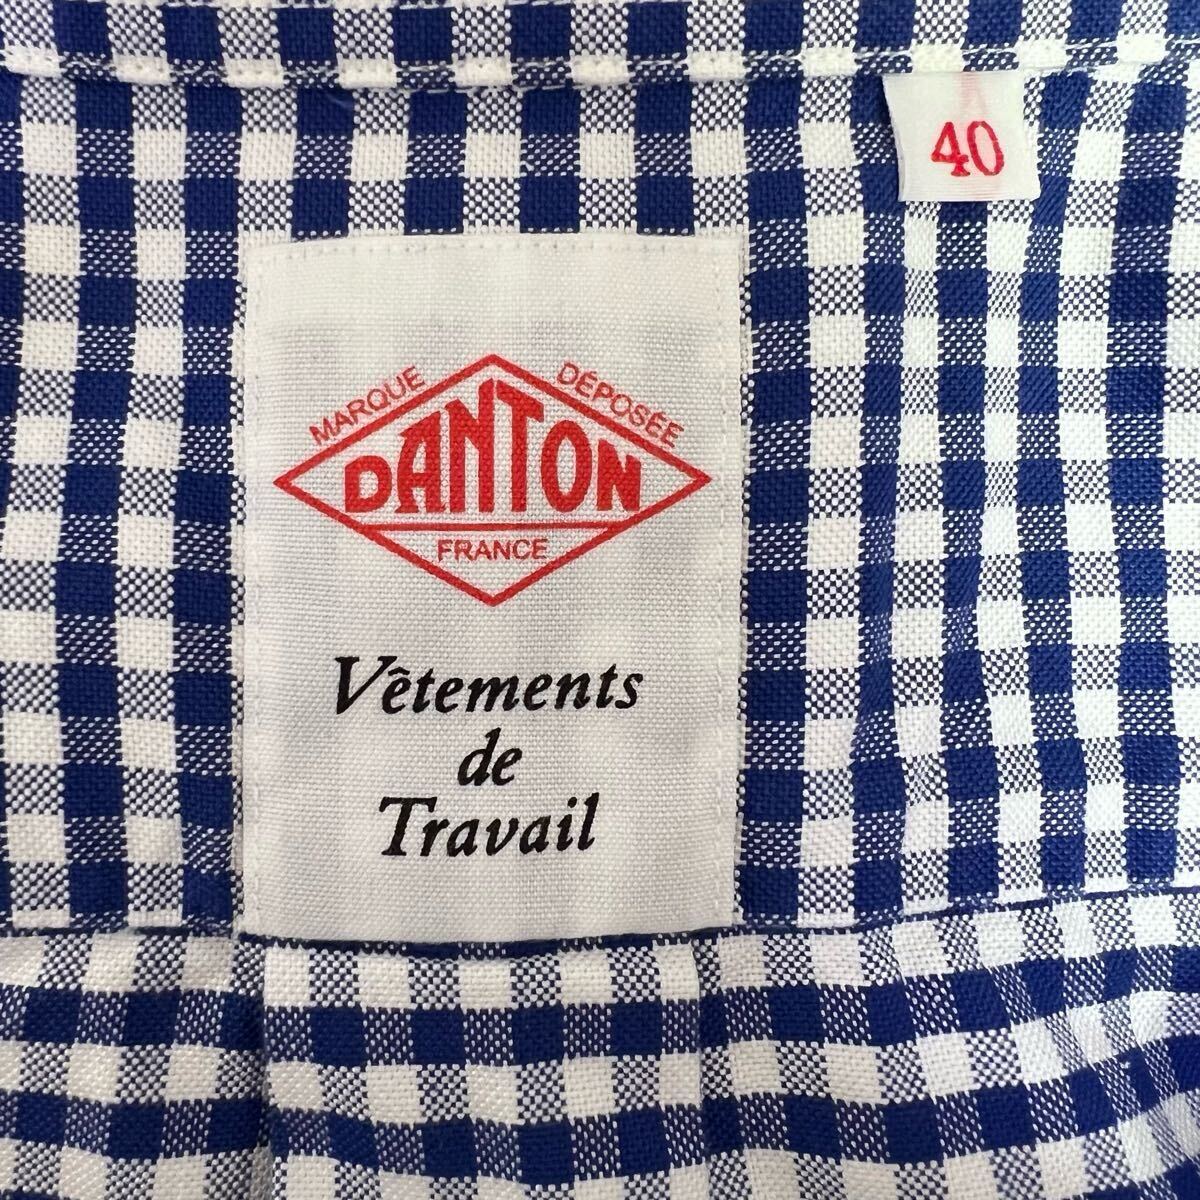 40
MARQUE DÉPOSÉE
DANTON
FRANCE
Vêtements
de
Travail